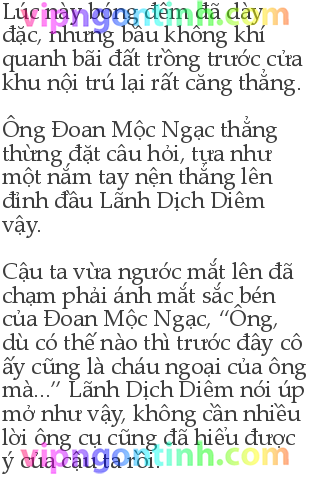 Lúc này bóng đêm đã dày
đặc, nhưng bầu không khí
quanh bãi đất trồng trước cửa
khu nội trú lại rất căng thẳng.
Ông Đoan Mộc Ngạc thẳng
thừng đặt câu hỏi, tựa như
một nắm tay nện thẳng lên
đỉnh đầu Lãnh Dịch Diêm
vậy.
Cậu ta vừa ngước mắt lên đã
chạm phải ánh mắt sắc bén
của Đoan Mộc Ngạc, “Ông,
dù có thế nào thì trước đây cô
ấy cũng là cháu ngoại của ông
mà...” Lãnh Dịch Diêm nói úp
mở như vậy, không cần nhiều
lời ông cụ cũng đã hiểu được
ý của cậu ta rồi.
vipngontinh.com
vipngontinh.com